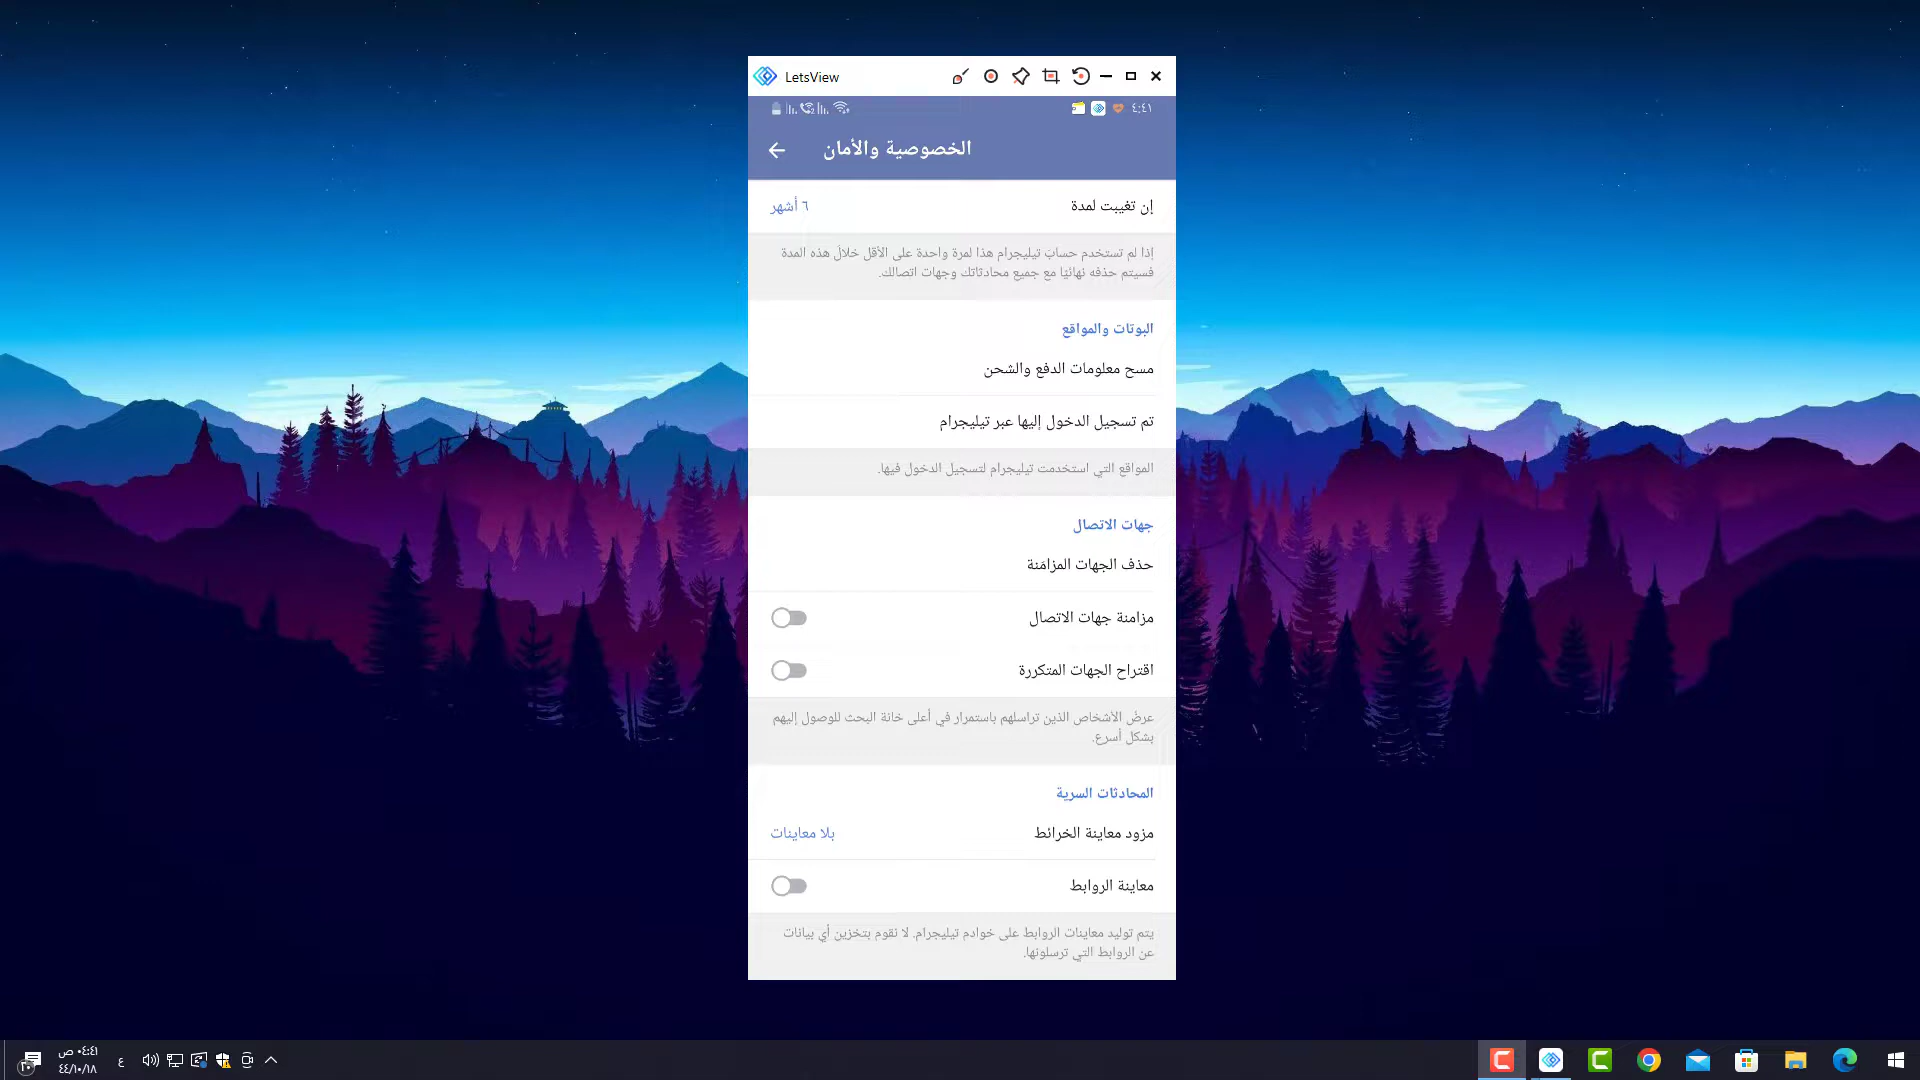 LetsView
٤:٤١
الخصوصية والأمان
إن تغيبت لمدة
٦ أشهر
إذا لم تستخدم حساب تيليجرام هذا لمرة واحدة على الأقل خلال هذه المدة
فسيتم حذفه نهائيًا مع جميع محادثاتك وجهات اتصالك.
البوتات والمواقع
مسح معلومات الدفع والشحن
تم تسجيل الدخول إليها عبر تيليجرام
المواقع التي استخدمت تيليجرام لتسجيل الدخول فيها.
جهات الاتصال
حذف الجهات المزامَنة
مزامنة جهات الاتصال
اقتراح الجهات المتكررة
عرضُ الأشخاص الذين تراسلهم باستمرار في أعلى خانة البحث للوصول إليهم
بشكل أسرع.
المحادثات السرية
مزود معاينة الخرائط
بلا معاينات
معاينة الروابط
يتم توليد معاينات الروابط على خوادم تيليجرام. لا نقوم بتخزين أي بيانات
عن الروابط التي ترسلونها.
ع
٠٤:٤١ ص
٤٤/١٠/١٨
٢٠